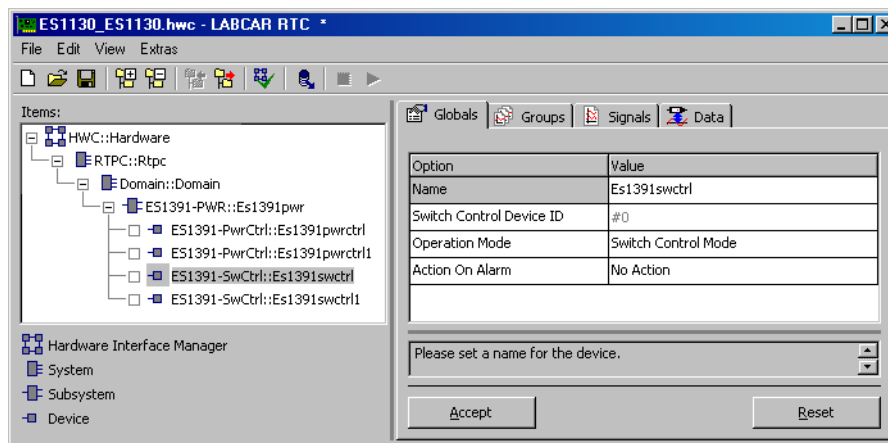 ES1130_ES1130.hwc - LABCAR RTC *
File Edit View Extras
Items:
HWC::Hardware
RTPC::Rtpc
Domain::Domain
ES1391-PWR::Es1391pwr
ES1391-PwrCtrl::Es1391pwrctrl
ES1391-PwrCtrl::Es1391pwrctrl1
ES1391-SwCtrl::Es1391swctrl
ES1391-SwCtrl::Es1391swctrl1
Hardware Interface Manager
System
Subsystem
Device
Globals Groups Signals Data
Option Value
Name Es1391swctrl
Switch Control Device ID #0
Operation Mode Switch Control Mode
Action On Alarm No Action
Please set a name for the device.
Accept Reset